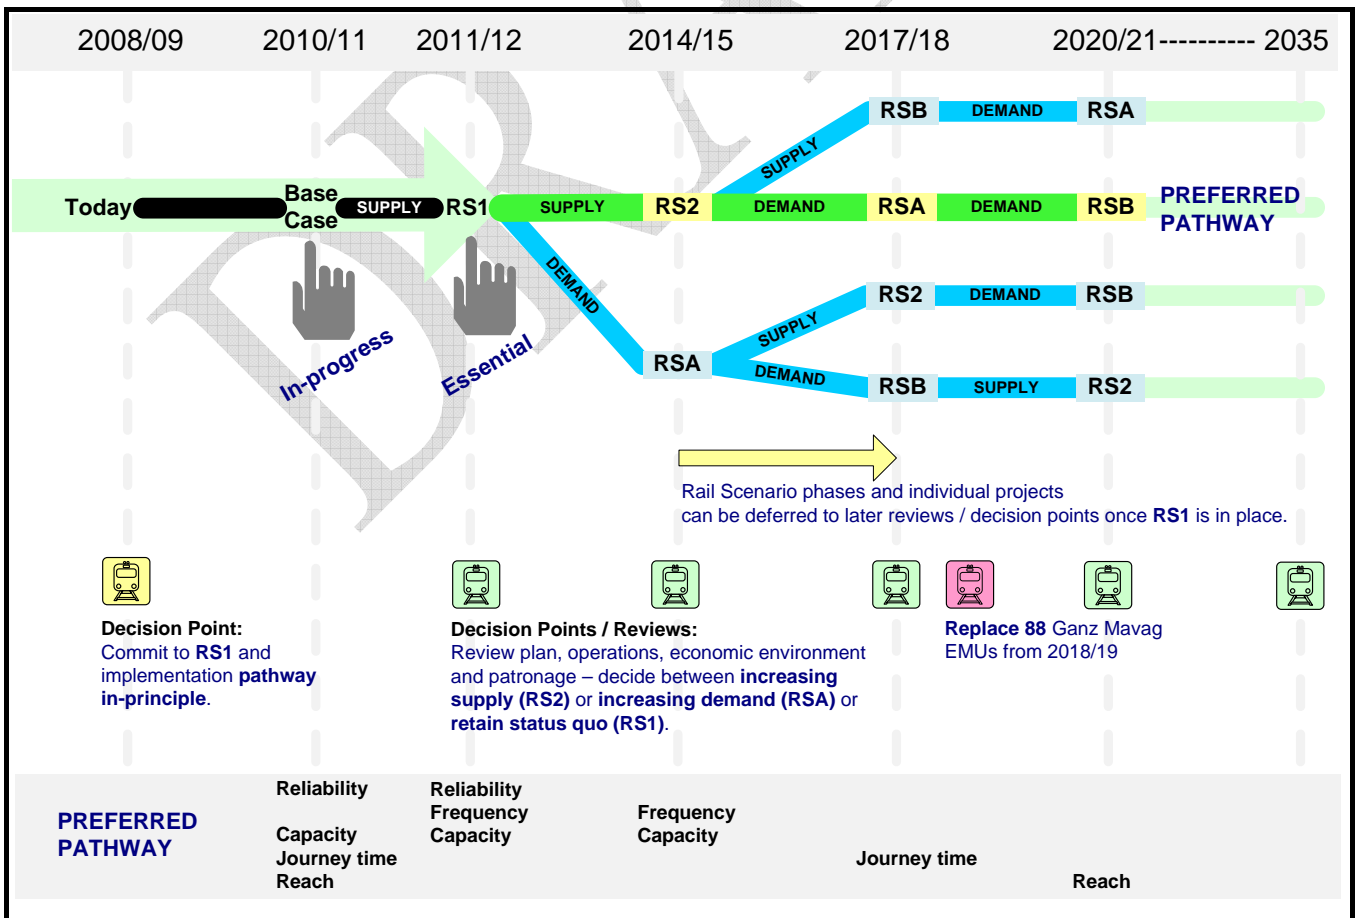 2008/09 2010/11 2011/12 2014/15 2017/18 2020/21---------- 2035
RSB DEMAND RSA
SUPPLY
Today Base Case SUPPLY RS1 SUPPLY RS2 DEMAND RSA DEMAND RSB PREFERRED
PATHWAY
DEMAND
RS2 DEMAND RSB
SUPPLY
RSA
DEMAND
RSB SUPPLY RS2
In-progress
Essential
Rail Scenario phases and individual projects
can be deferred to later reviews / decision points once RS1 is in place.
Decision Point:
Commit to RS1 and
implementation pathway
in-principle.
Decision Points / Reviews:
Review plan, operations, economic environment
and patronage – decide between increasing
supply (RS2) or increasing demand (RSA) or
retain status quo (RS1).
Replace 88 Ganz Mavag
EMUs from 2018/19
PREFERRED
PATHWAY
Reliability
Capacity
Journey time
Reach
Reliability
Frequency
Capacity
Frequency
Capacity
Journey time
Reach